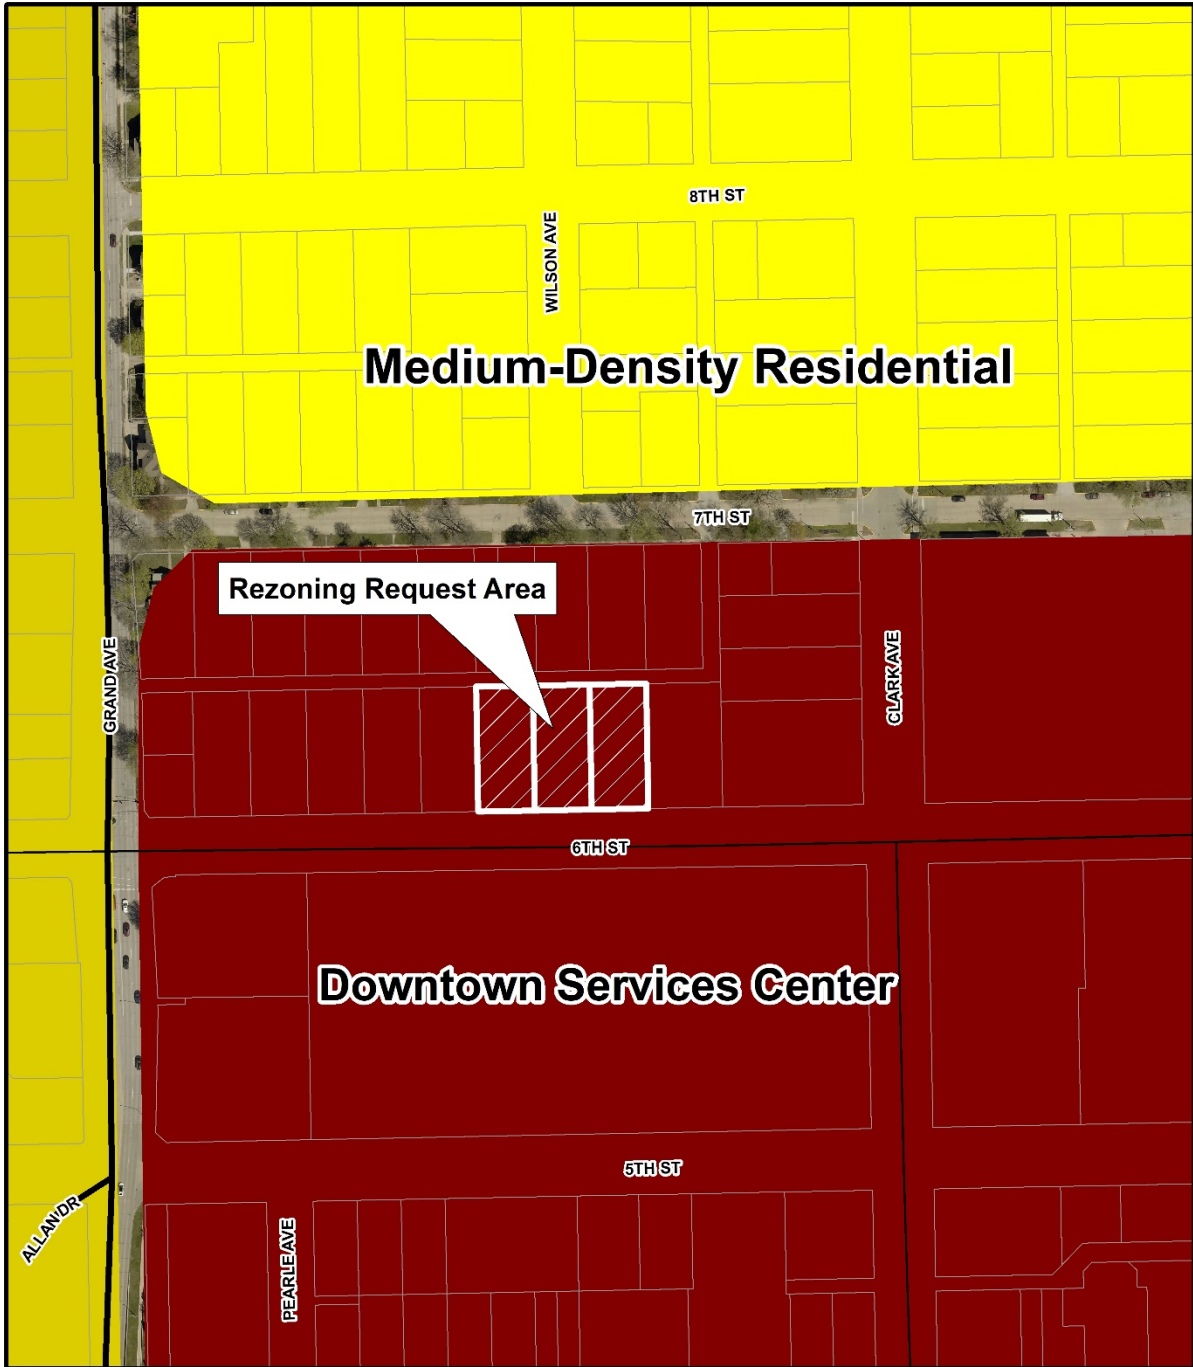 8TH ST
WILSON AVE
Medium-Density Residential
7TH ST
Rezoning Request Area
GRAND AVE
CLARK AVE
6TH ST
Downtown Services Center
5TH ST
ALLAN DR
PEARLE AVE